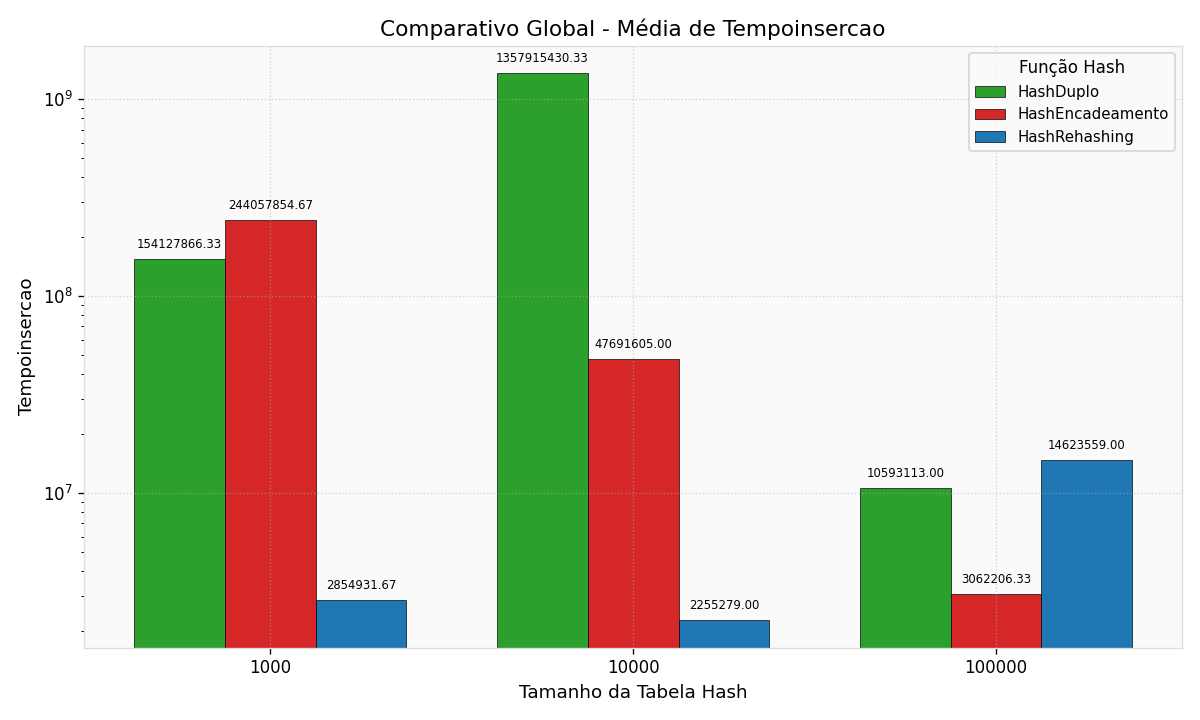 Comparativo Global - Média de Tempoinsercao
Tempoinsercao
10⁹
10⁸
10⁷
154127866.33
244057854.67
2854931.67
1357915430.33
47691605.00
2255279.00
10593113.00
3062206.33
14623559.00
Função Hash
HashDuplo
HashEncadeamento
HashRehashing
1000
10000
100000
Tamanho da Tabela Hash